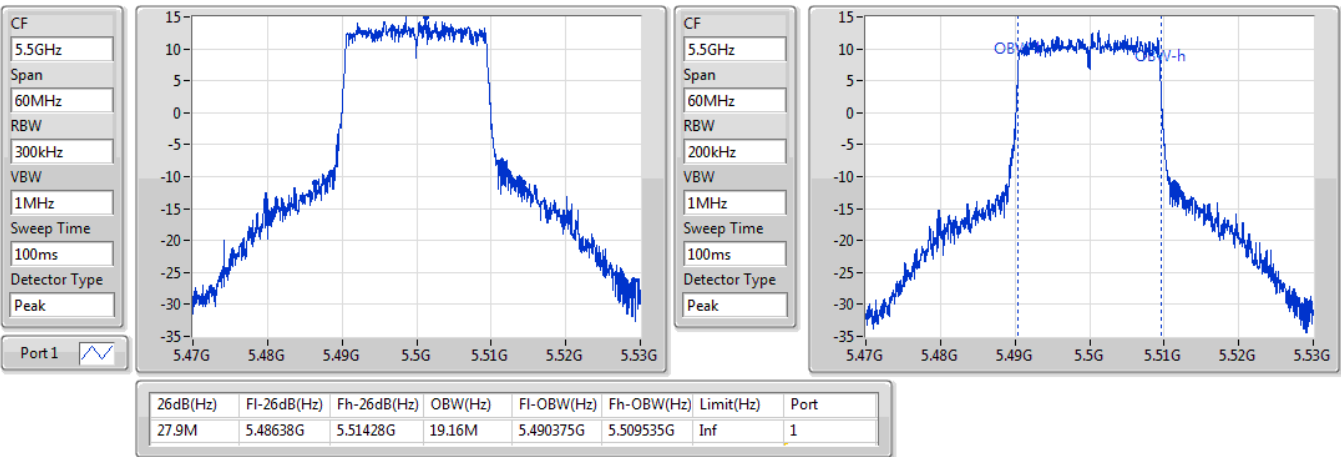 CF
5.5GHz
Span
60MHz
RBW
300kHz
VBW
1MHz
Sweep Time
100ms
Detector Type
Peak
Port 1
15
10
5
0
-5
-10
-15
-20
-25
-30
-35
5.47G 5.48G 5.49G 5.5G 5.51G 5.52G 5.53G
CF
5.5GHz
Span
60MHz
RBW
200kHz
VBW
1MHz
Sweep Time
100ms
Detector Type
Peak
15
10
5
0
-5
-10
-15
-20
-25
-30
-35
OBW-h
5.47G 5.48G 5.49G 5.5G 5.51G 5.52G 5.53G
26dB(Hz) Fl-26dB(Hz) Fh-26dB(Hz) OBW(Hz) Fl-OBW(Hz) Fh-OBW(Hz) Limit(Hz) Port
27.9M 5.48638G 5.51428G 19.16M 5.490375G 5.509535G Inf 1